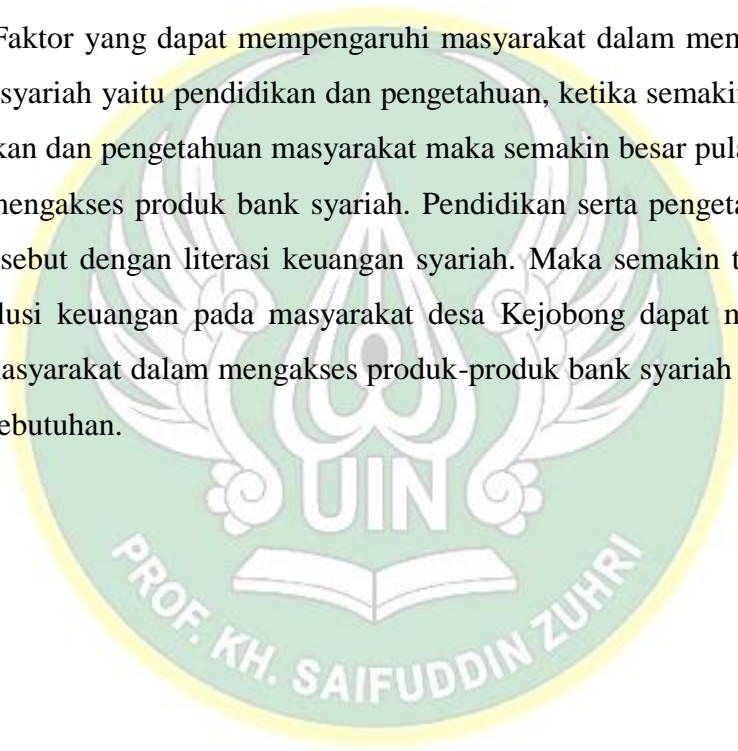 Faktor yang dapat mempengaruhi masyarakat dalam men
syariah yaitu pendidikan dan pengetahuan, ketika semakin
kan dan pengetahuan masyarakat maka semakin besar pula
mengakses produk bank syariah. Pendidikan serta pengeta
sebut dengan literasi keuangan syariah. Maka semakin t
lusi keuangan pada masyarakat desa Kejobong dapat m
masyarakat dalam mengakses produk-produk bank syariah
ebutuhan.
UIN
PROF. KH. SAIFUDDIN ZUHRI